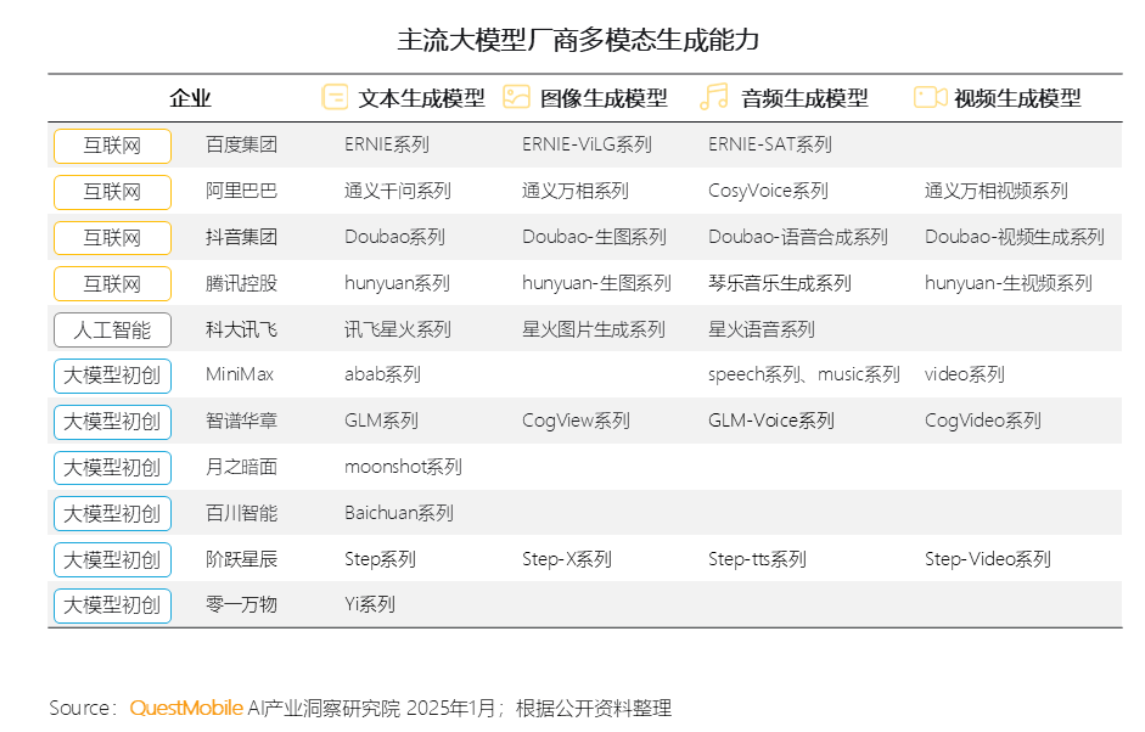 主流大模型厂商多模态生成能力
企业 文本生成模型 图像生成模型 音频生成模型 视频生成模型
互联网 百度集团 ERNIE系列 ERNIE-ViLG系列 ERNIE-SAT系列
互联网 阿里巴巴 通义千问系列 通义万相系列 CosyVoice系列 通义万相视频系列
互联网 抖音集团 Doubao系列 Doubao-生图系列 Doubao-语音合成系列 Doubao-视频生成系列
互联网 腾讯控股 hunyuan系列 hunyuan-生图系列 琴乐音乐生成系列 hunyuan-生视频系列
人工智能 科大讯飞 讯飞星火系列 星火图片生成系列 星火语音系列
大模型初创 MiniMax abab系列 speech系列、music系列 video系列
大模型初创 智谱华章 GLM系列 CogView系列 GLM-Voice系列 CogVideo系列
大模型初创 月之暗面 moonshot系列
大模型初创 百川智能 Baichuan系列
大模型初创 阶跃星辰 Step系列 Step-X系列 Step-tts系列 Step-Video系列
大模型初创 零一万物 Yi系列
Source：QuestMobile AI产业洞察研究院 2025年1月；根据公开资料整理